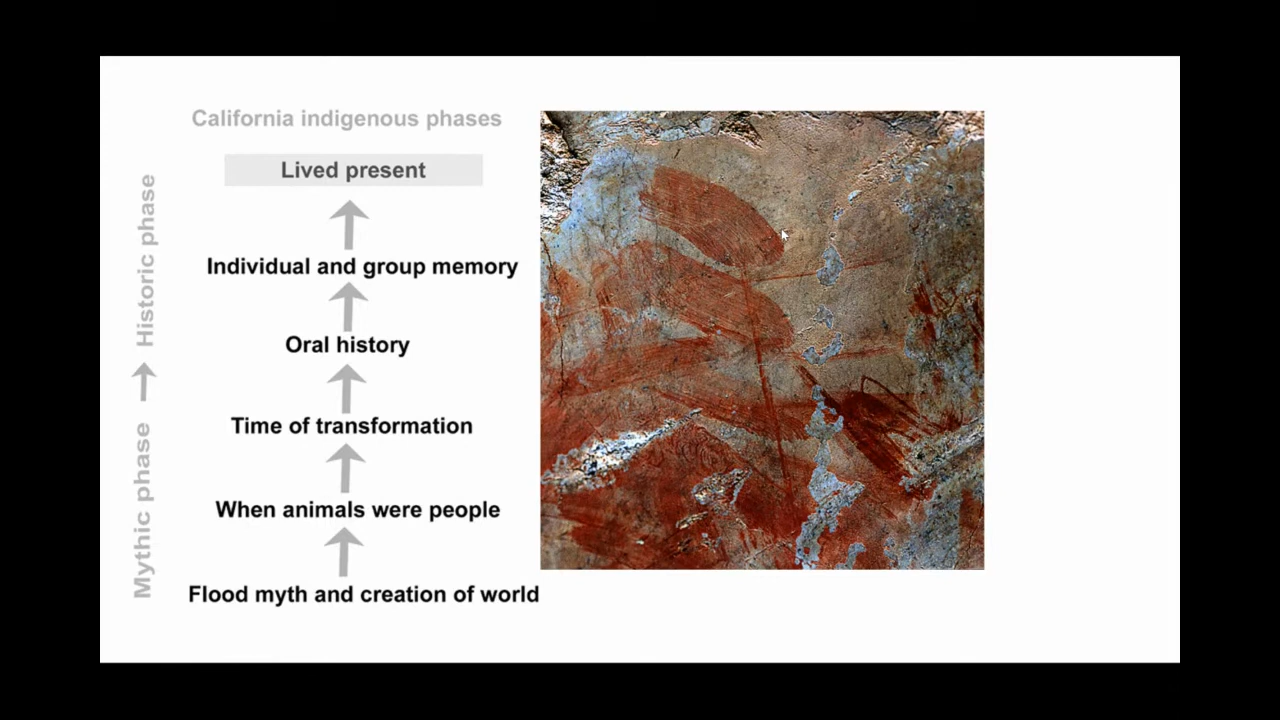 California indigenous phases
Lived present
Individual and group memory
Oral history
Time of transformation
When animals were people
Flood myth and creation of world
Historic phase
Mythic phase